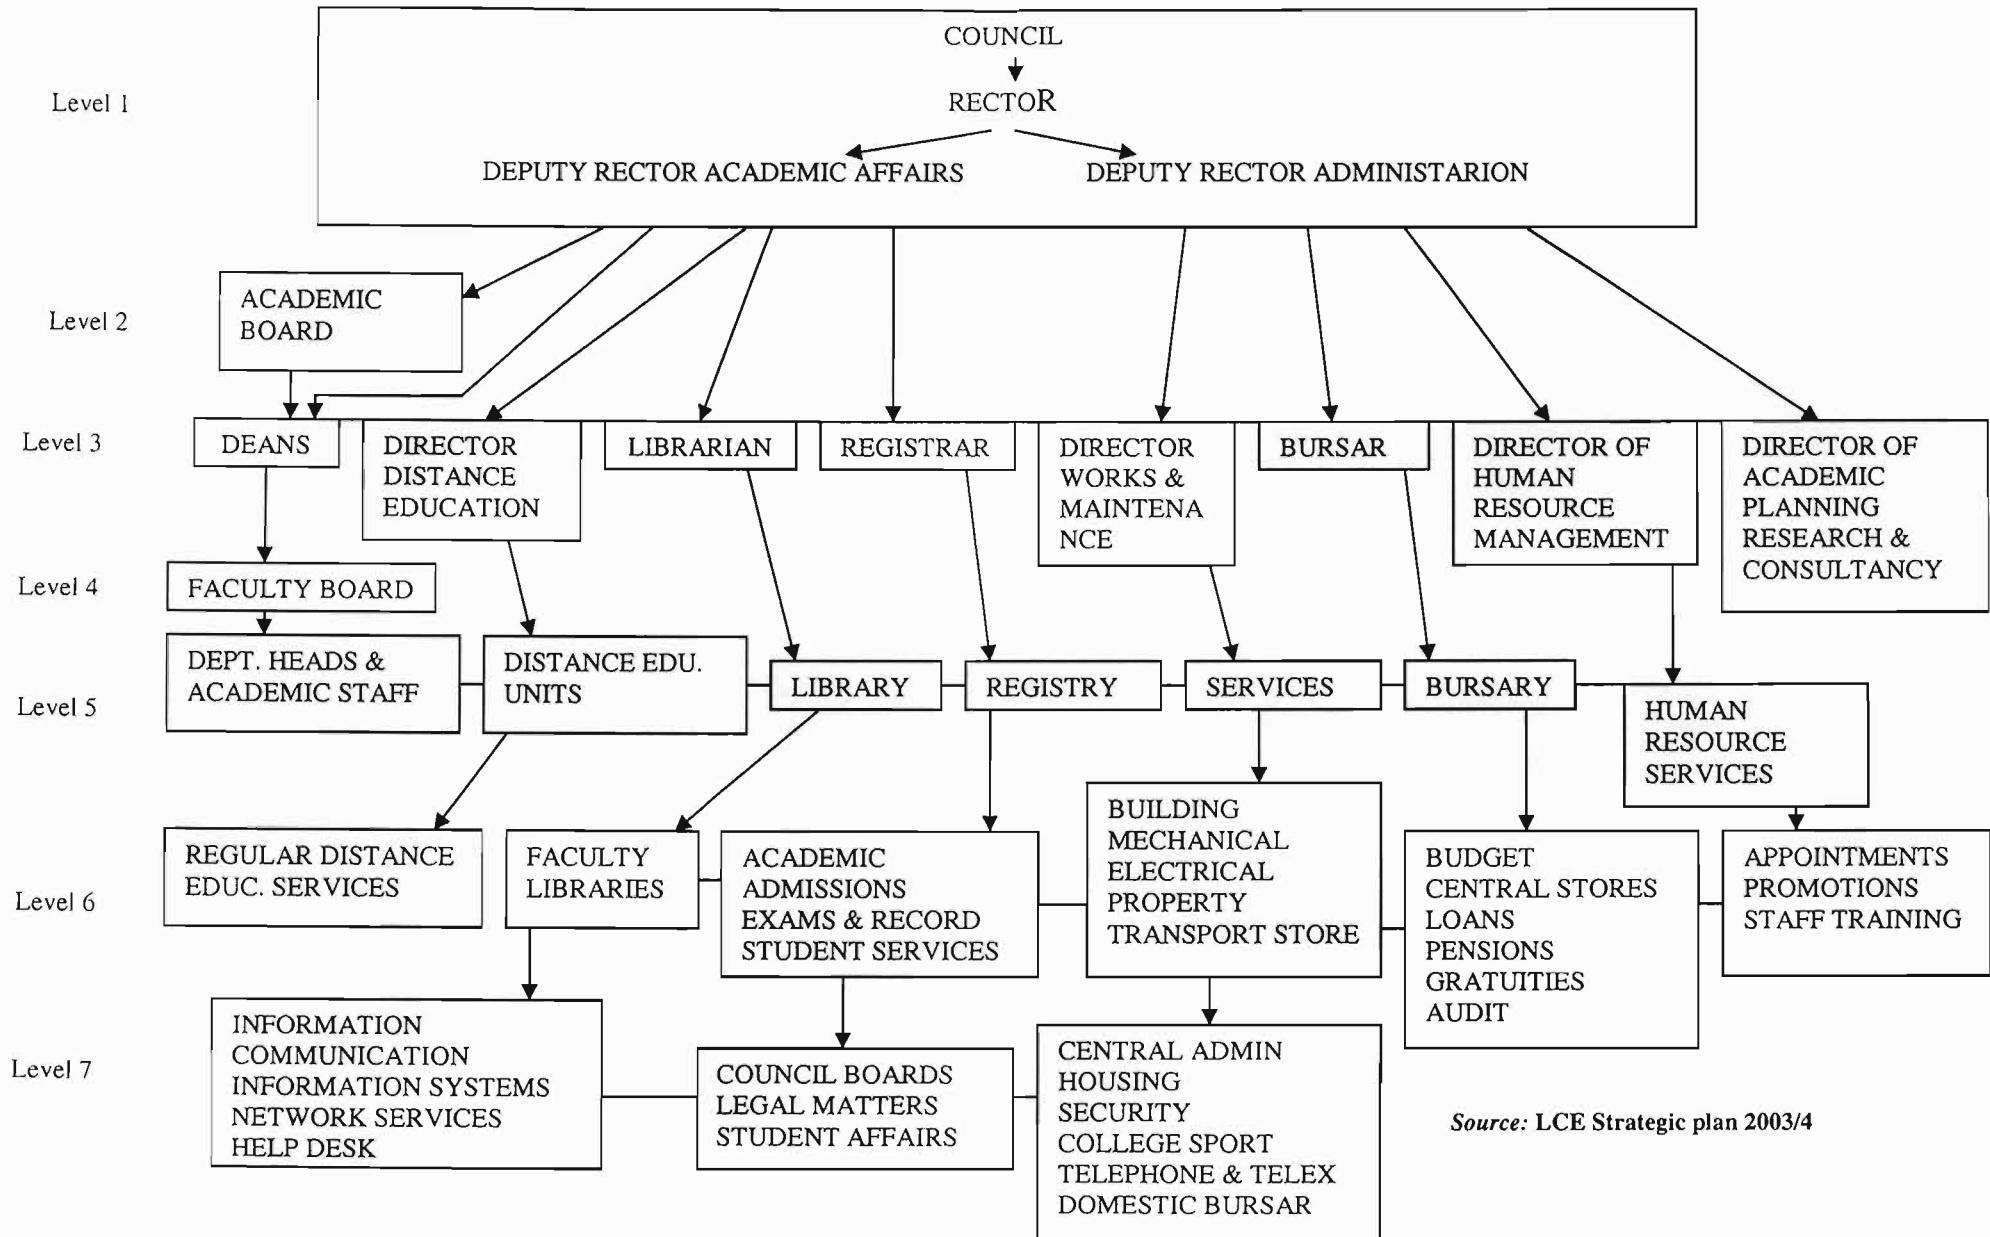 COUNCIL
Level 1
RECTOR
DEPUTY RECTOR ACADEMIC AFFAIRS
DEPUTY RECTOR ADMINISTARION
Level 2
ACADEMIC
BOARD
Level 3
DEANS
DIRECTOR
DISTANCE
EDUCATION
LIBRARIAN
REGISTRAR
DIRECTOR
WORKS &
MAINTENA
NCE
BURSAR
DIRECTOR OF
HUMAN
RESOURCE
MANAGEMENT
DIRECTOR OF
ACADEMIC
PLANNING
RESEARCH &
CONSULTANCY
Level 4
FACULTY BOARD
Level 5
DEPT. HEADS &
ACADEMIC STAFF
DISTANCE EDU.
UNITS
LIBRARY
REGISTRY
SERVICES
BURSARY
HUMAN
RESOURCE
SERVICES
Level 6
REGULAR DISTANCE
EDUC. SERVICES
FACULTY
LIBRARIES
ACADEMIC
ADMISSIONS
EXAMS & RECORD
STUDENT SERVICES
BUILDING
MECHANICAL
ELECTRICAL
PROPERTY
TRANSPORT STORE
BUDGET
CENTRAL STORES
LOANS
PENSIONS
GRATUITIES
AUDIT
APPOINTMENTS
PROMOTIONS
STAFF TRAINING
Level 7
INFORMATION
COMMUNICATION
INFORMATION SYSTEMS
NETWORK SERVICES
HELP DESK
COUNCIL BOARDS
LEGAL MATTERS
STUDENT AFFAIRS
CENTRAL ADMIN
HOUSING
SECURITY
COLLEGE SPORT
TELEPHONE & TELEX
DOMESTIC BURSAR
Source: LCE Strategic plan 2003/4